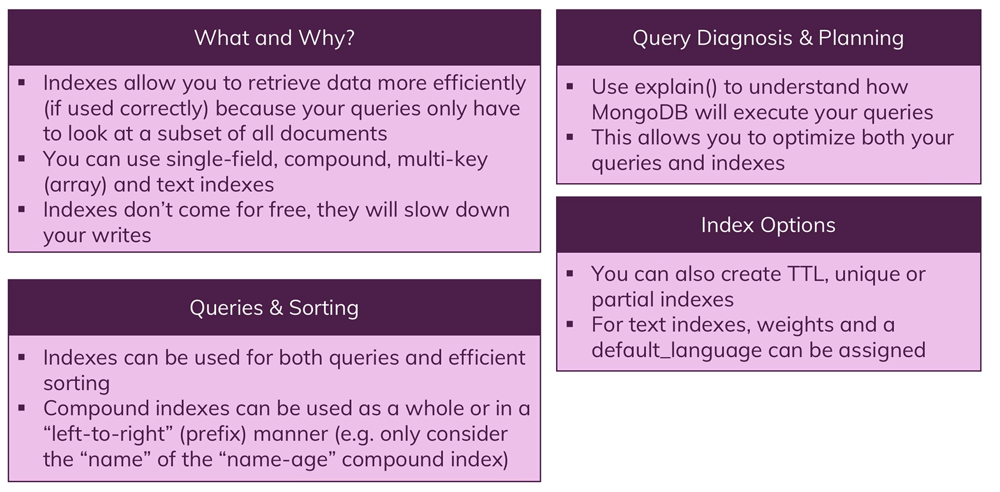 What and Why?
▪ Indexes allow you to retrieve data more efficiently
(if used correctly) because your queries only have
to look at a subset of all documents
▪ You can use single-field, compound, multi-key
(array) and text indexes
▪ Indexes don’t come for free, they will slow down
your writes
Queries & Sorting
▪ Indexes can be used for both queries and efficient
sorting
▪ Compound indexes can be used as a whole or in a
“left-to-right” (prefix) manner (e.g. only consider
the “name” of the “name-age” compound index)
Query Diagnosis & Planning
▪ Use explain() to understand how
MongoDB will execute your queries
▪ This allows you to optimize both your
queries and indexes
Index Options
▪ You can also create TTL, unique or
partial indexes
▪ For text indexes, weights and a
default_language can be assigned